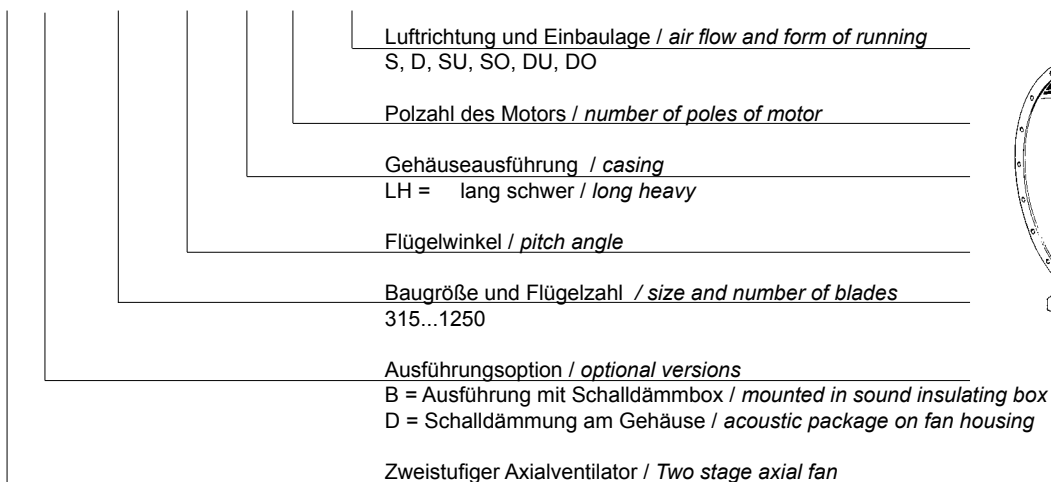 Luftrichtung und Einbaulage / air flow and form of running
S, D, SU, SO, DU, DO
Polzahl des Motors / number of poles of motor
Gehäuseausführung / casing
LH = lang schwer / long heavy
Flügelwinkel / pitch angle
Baugröße und Flügelzahl / size and number of blades
315...1250
Ausführungsoption / optional versions
B = Ausführung mit Schalldämmbox / mounted in sound insulating box
D = Schalldämmung am Gehäuse / acoustic package on fan housing
Zweistufiger Axialventilator / Two stage axial fan